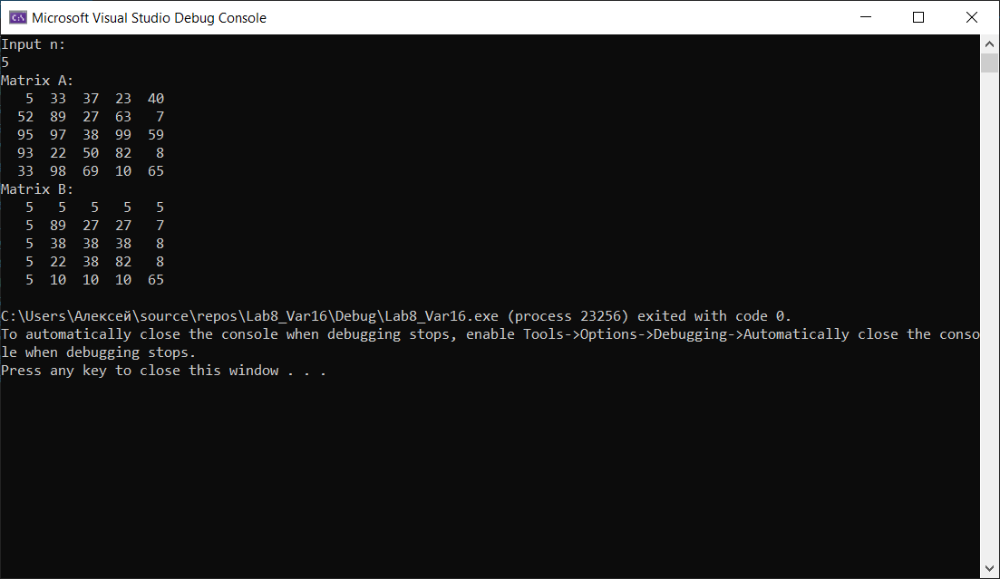 Microsoft Visual Studio Debug Console
Input n:
5
Matrix A:
   5  33  37  23  40
  52  89  27  63   7
  95  97  38  99  59
  93  22  50  82   8
  33  98  69  10  65
Matrix B:
   5   5   5   5   5
   5  89  27  27   7
   5  38  38  38   8
   5  22  38  82   8
   5  10  10  10  65
C:\Users\Алексей\source\repos\Lab8_Var16\Debug\Lab8_Var16.exe (process 23256) exited with code 0.
To automatically close the console when debugging stops, enable Tools->Options->Debugging->Automatically close the conso
le when debugging stops.
Press any key to close this window . . .